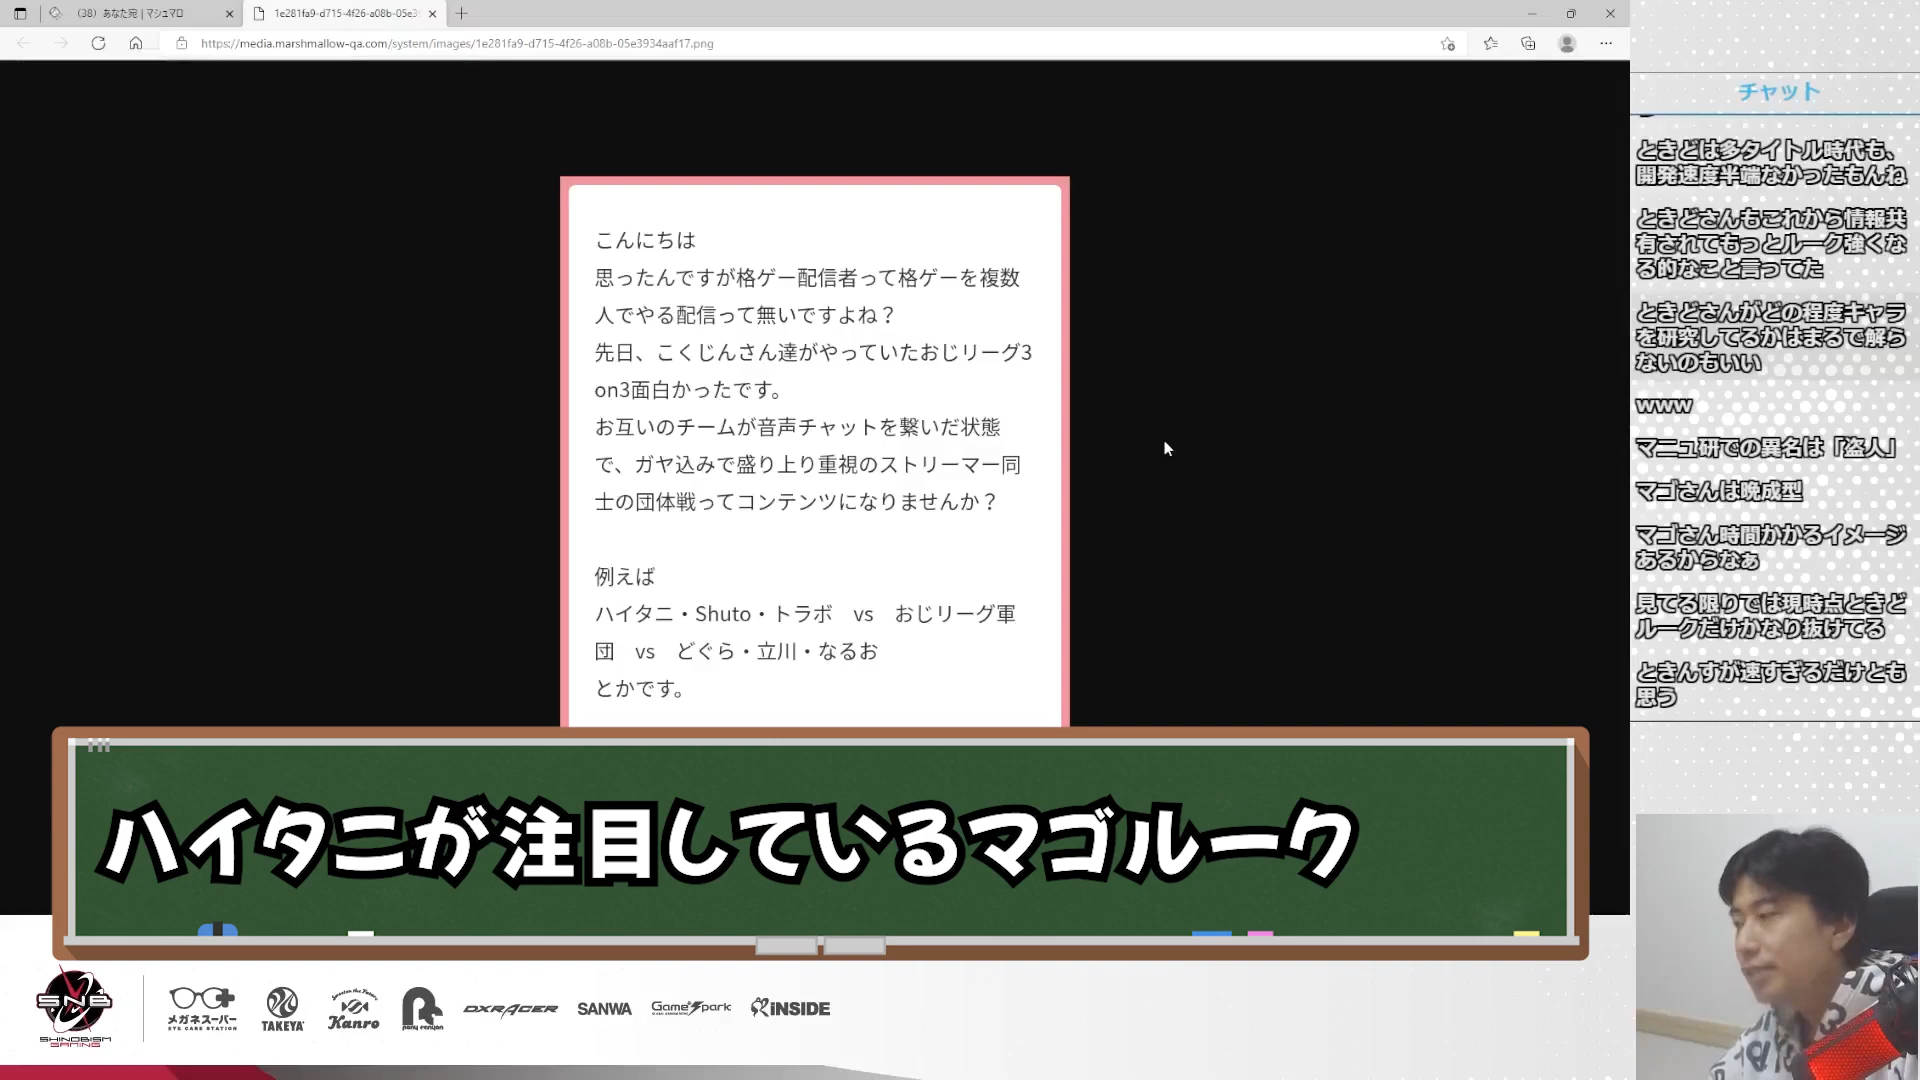 (38) あなた宛 | マシュマロ
1e281fa9-d715-4f26-a08b-05e3
https://media.marshmallow-qa.com/system/images/1e281fa9-d715-4f26-a08b-05e3934aaf17.png
こんにちは
思ったんですが格ゲー配信者って格ゲーを複数
人でやる配信って無いですよね？
先日、こくじんさん達がやっていたおじリーグ3
on3面白かったです。
お互いのチームが音声チャットを繋いだ状態
で、ガヤ込みで盛り上り重視のストリーマー同
士の団体戦ってコンテンツになりませんか？
例えば
ハイタニ・Shuto・トラボ　vs　おじリーグ軍
団　vs　どぐら・立川・なるお
とかです。
チャット
ときどは多タイトル時代も、
開発速度半端なかったもんね
ときどさんもこれから情報共
有されてもっとルーク強くな
る的なこと言ってた
ときどさんがどの程度キャラ
を研究してるかはまるで解ら
ないのもいい
www
マニュ研での異名は「盗人」
マゴさんは晩成型
マゴさん時間かかるイメージ
あるからなぁ
見てる限りでは現時点ときど
ルークだけかなり抜けてる
ときんすが速すぎるだけとも
思う
ハイタニが注目しているマゴルーク
SNB
SHINOBISM
GAMING
メガネスーパー
EYE CARE STATION
TAKEYA
Sweeten the Future
Kanro
pony canyon
DXRACER
SANWA
Game*Spark
iNSIDE